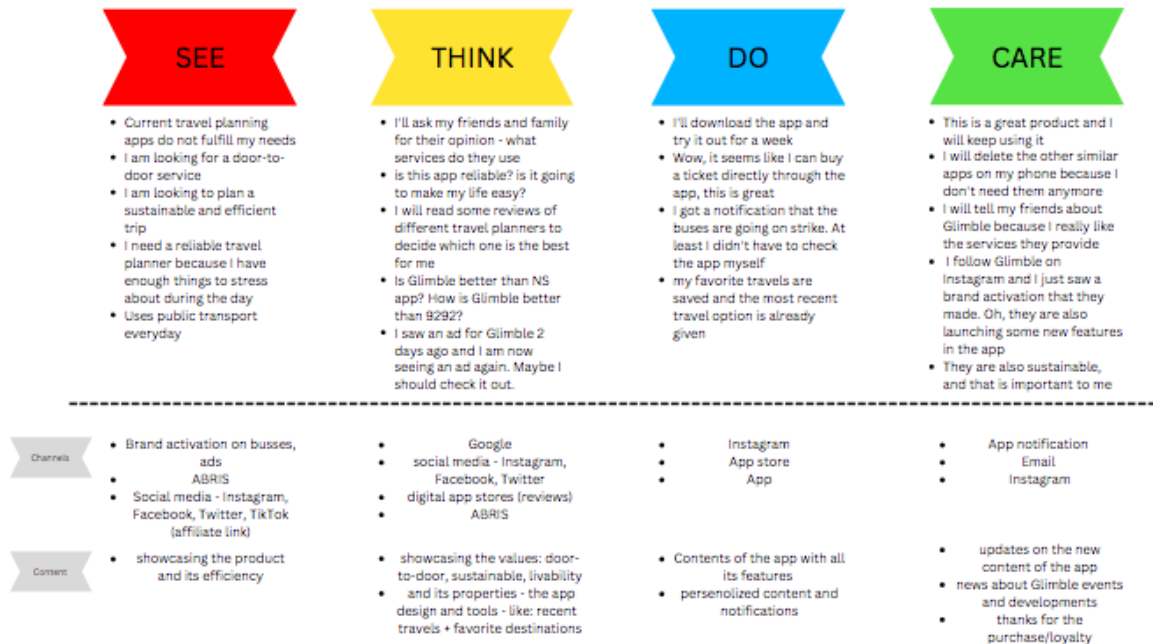 SEE
Current travel planning
apps do not fulfill my needs
I am looking for a door-to-
door service
I am looking to plan a
sustainable and efficient
trip
I need a reliable travel
planner because I have
enough things to stress
about during the day
Uses public transport
everyday
THINK
I'll ask my friends and family
for their opinion - what
services do they use
is this app reliable? is it going
to make my life easy?
I will read some reviews of
different travel planners to
decide which one is the best
for me
Is Glimble better than NS
app? How is Glimble better
than 9292?
I saw an ad for Glimble 2
days ago and I am now
seeing an ad again. Maybe I
should check it out.
DO
I'll download the app and
try it out for a week
Wow, it seems like I can buy
a ticket directly through the
app, this is great
I got a notification that the
buses are going on strike. At
least I didn't have to check
the app myself
my favorite travels are
saved and the most recent
travel option is already
given
CARE
This is a great product and I
will keep using it
I will delete the other similar
apps on my phone because I
don't need them anymore
I will tell my friends about
Glimble because I really like
the services they provide
I follow Glimble on
Instagram and I just saw a
brand activation that they
made. Oh, they are also
launching some new features
in the app
They are also sustainable,
and that is important to me
Channels
Brand activation on busses,
ads
ABRIS
Social media - Instagram,
Facebook, Twitter, TikTok
(affiliate link)
Google
social media - Instagram,
Facebook, Twitter
digital app stores (reviews)
ABRIS
Instagram
App store
App
App notification
Email
Instagram
Content
showcasing the product
and its efficiency
showcasing the values: door-
to-door, sustainable, livability
and its properties - the app
design and tools - like: recent
travels + favorite destinations
Contents of the app with all
its features
persenolized content and
notifications
updates on the new
content of the app
news about Glimble events
and developments
thanks for the
purchase/loyalty